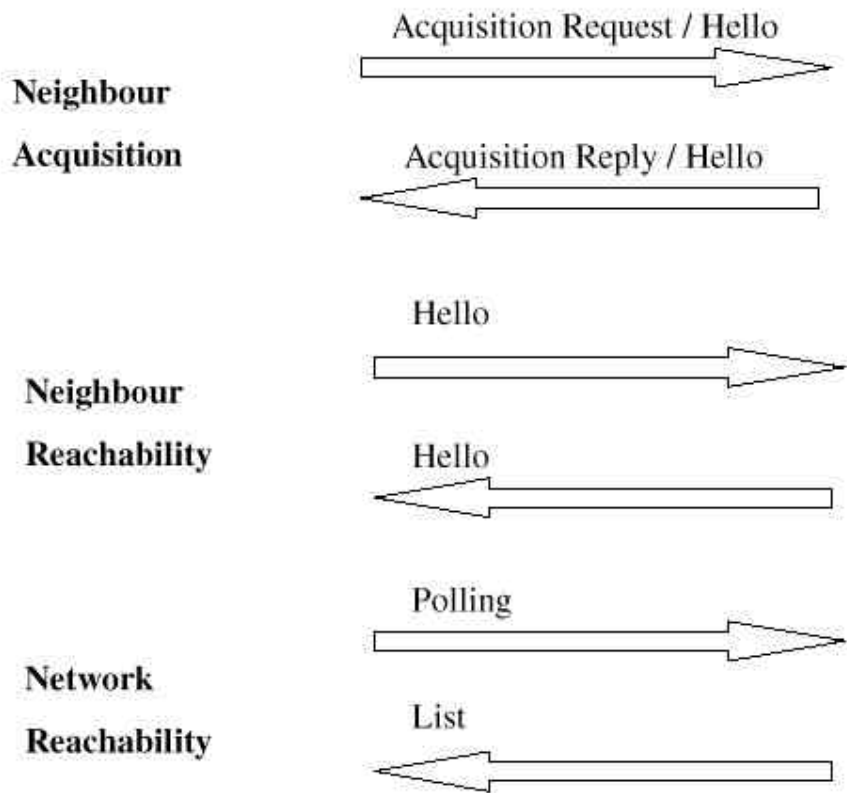 Acquisition Request / Hello
Neighbour
Acquisition
Acquisition Reply / Hello
Hello
Neighbour
Reachability
Hello
Polling
Network
Reachability
List